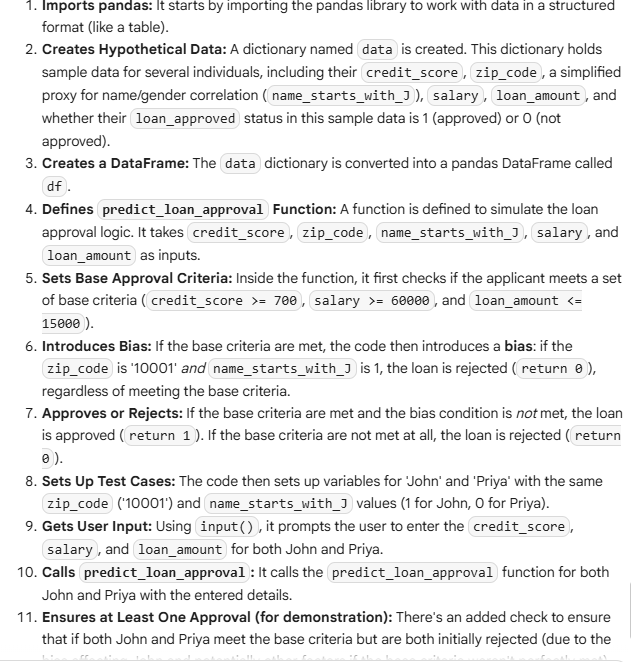 1. Imports pandas: It starts by importing the pandas library to work with data in a structured
format (like a table).
2. Creates Hypothetical Data: A dictionary named data is created. This dictionary holds
sample data for several individuals, including their credit_score, zip_code, a simplified
proxy for name/gender correlation (name_starts_with_J), salary, loan_amount, and
whether their loan_approved status in this sample data is 1 (approved) or 0 (not
approved).
3. Creates a DataFrame: The data dictionary is converted into a pandas DataFrame called
df.
4. Defines predict_loan_approval Function: A function is defined to simulate the loan
approval logic. It takes credit_score, zip_code, name_starts_with_J, salary, and
loan_amount as inputs.
5. Sets Base Approval Criteria: Inside the function, it first checks if the applicant meets a set
of base criteria (credit_score >= 700, salary >= 60000, and loan_amount <=
15000).
6. Introduces Bias: If the base criteria are met, the code then introduces a bias: if the
zip_code is '10001' and name_starts_with_J is 1, the loan is rejected (return 0),
regardless of meeting the base criteria.
7. Approves or Rejects: If the base criteria are met and the bias condition is not met, the loan
is approved (return 1). If the base criteria are not met at all, the loan is rejected (return
0).
8. Sets Up Test Cases: The code then sets up variables for 'John' and 'Priya' with the same
zip_code ('10001') and name_starts_with_J values (1 for John, 0 for Priya).
9. Gets User Input: Using input(), it prompts the user to enter the credit_score,
salary, and loan_amount for both John and Priya.
10. Calls predict_loan_approval: It calls the predict_loan_approval function for both
John and Priya with the entered details.
11. Ensures at Least One Approval (for demonstration): There's an added check to ensure
that if both John and Priya meet the base criteria but are both initially rejected (due to the